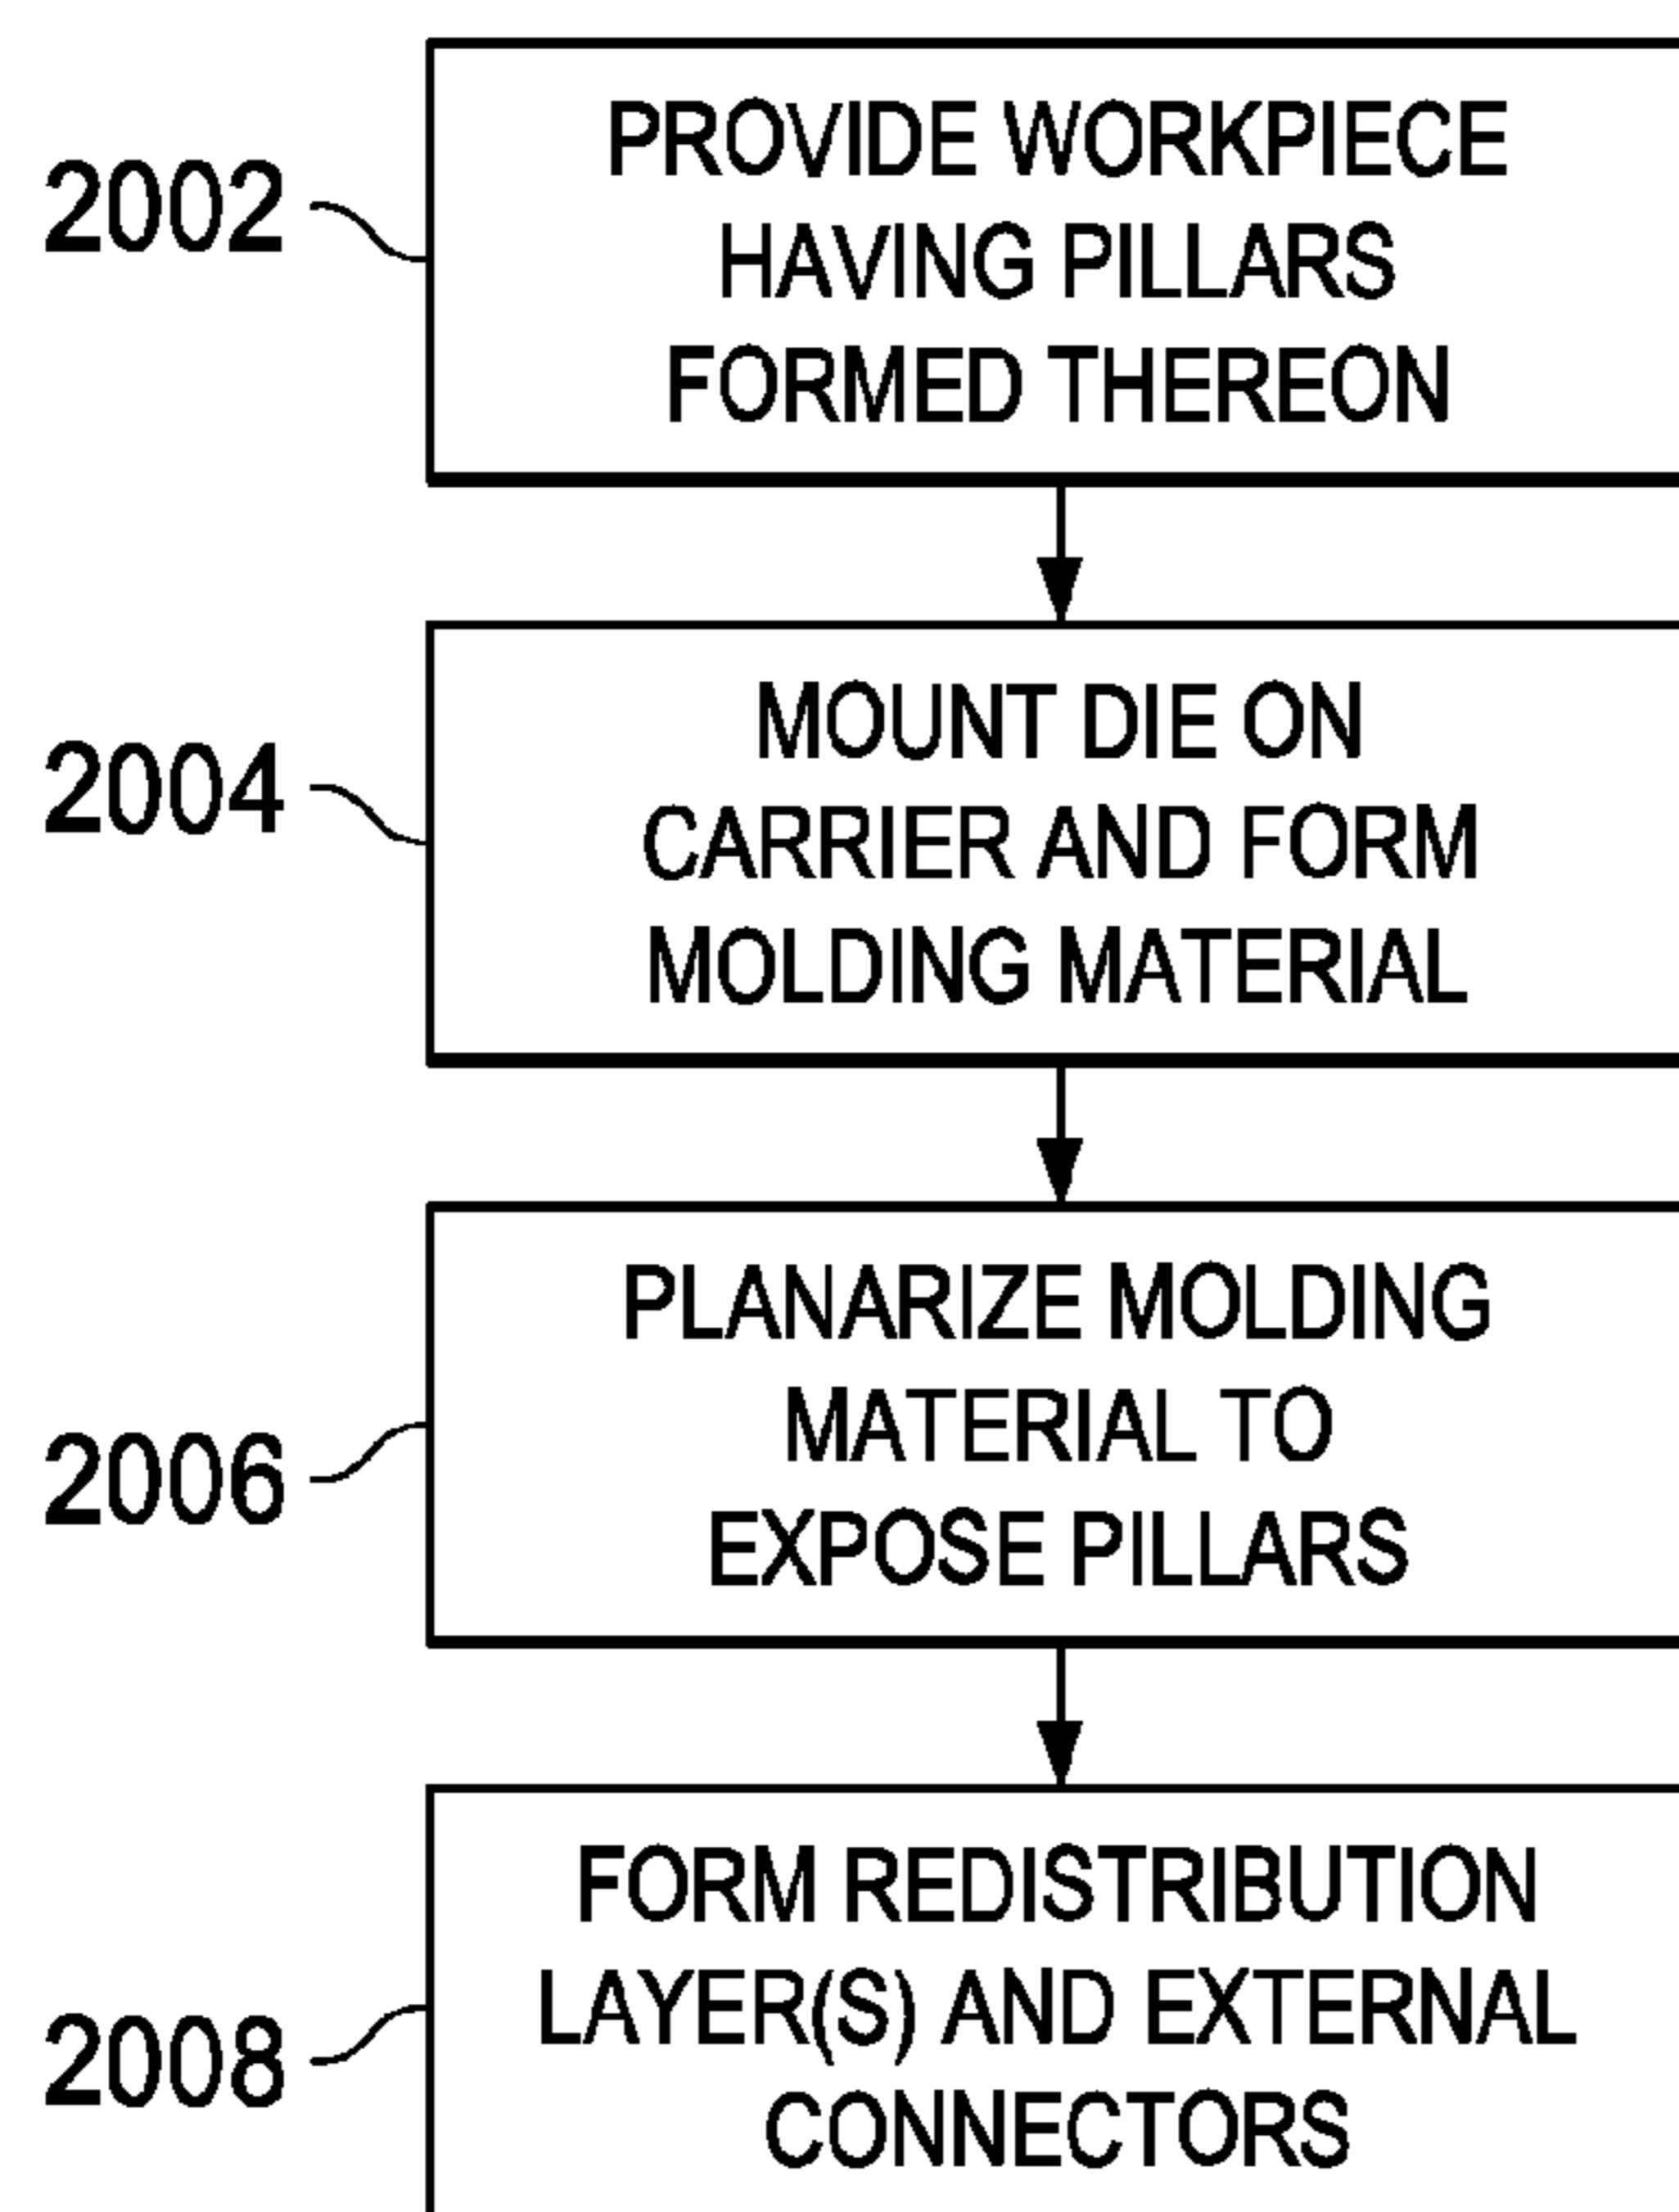 2002
PROVIDE WORKPIECE
HAVING PILLARS
FORMED THEREON
2004
MOUNT DIE ON
CARRIER AND FORM
MOLDING MATERIAL
2006
PLANARIZE MOLDING
MATERIAL TO
EXPOSE PILLARS
2008
FORM REDISTRIBUTION
LAYER(S) AND EXTERNAL
CONNECTORS